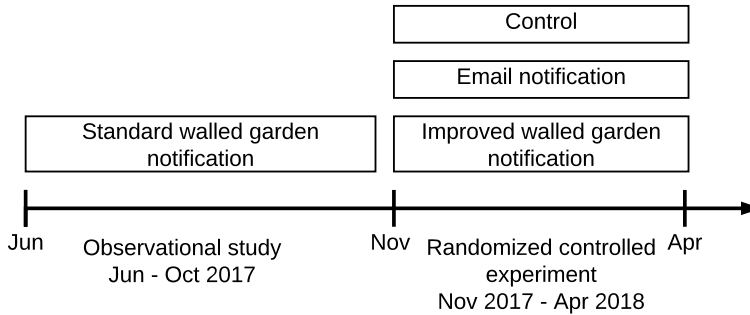 Control
Email notification
Standard walled garden
notification
Improved walled garden
notification
Jun
Nov
Apr
Observational study
Jun - Oct 2017
Randomized controlled
experiment
Nov 2017 - Apr 2018